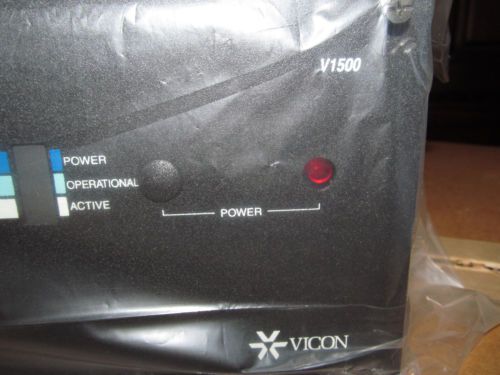 V1500
POWER
OPERATIONAL
ACTIVE
POWER
VICON